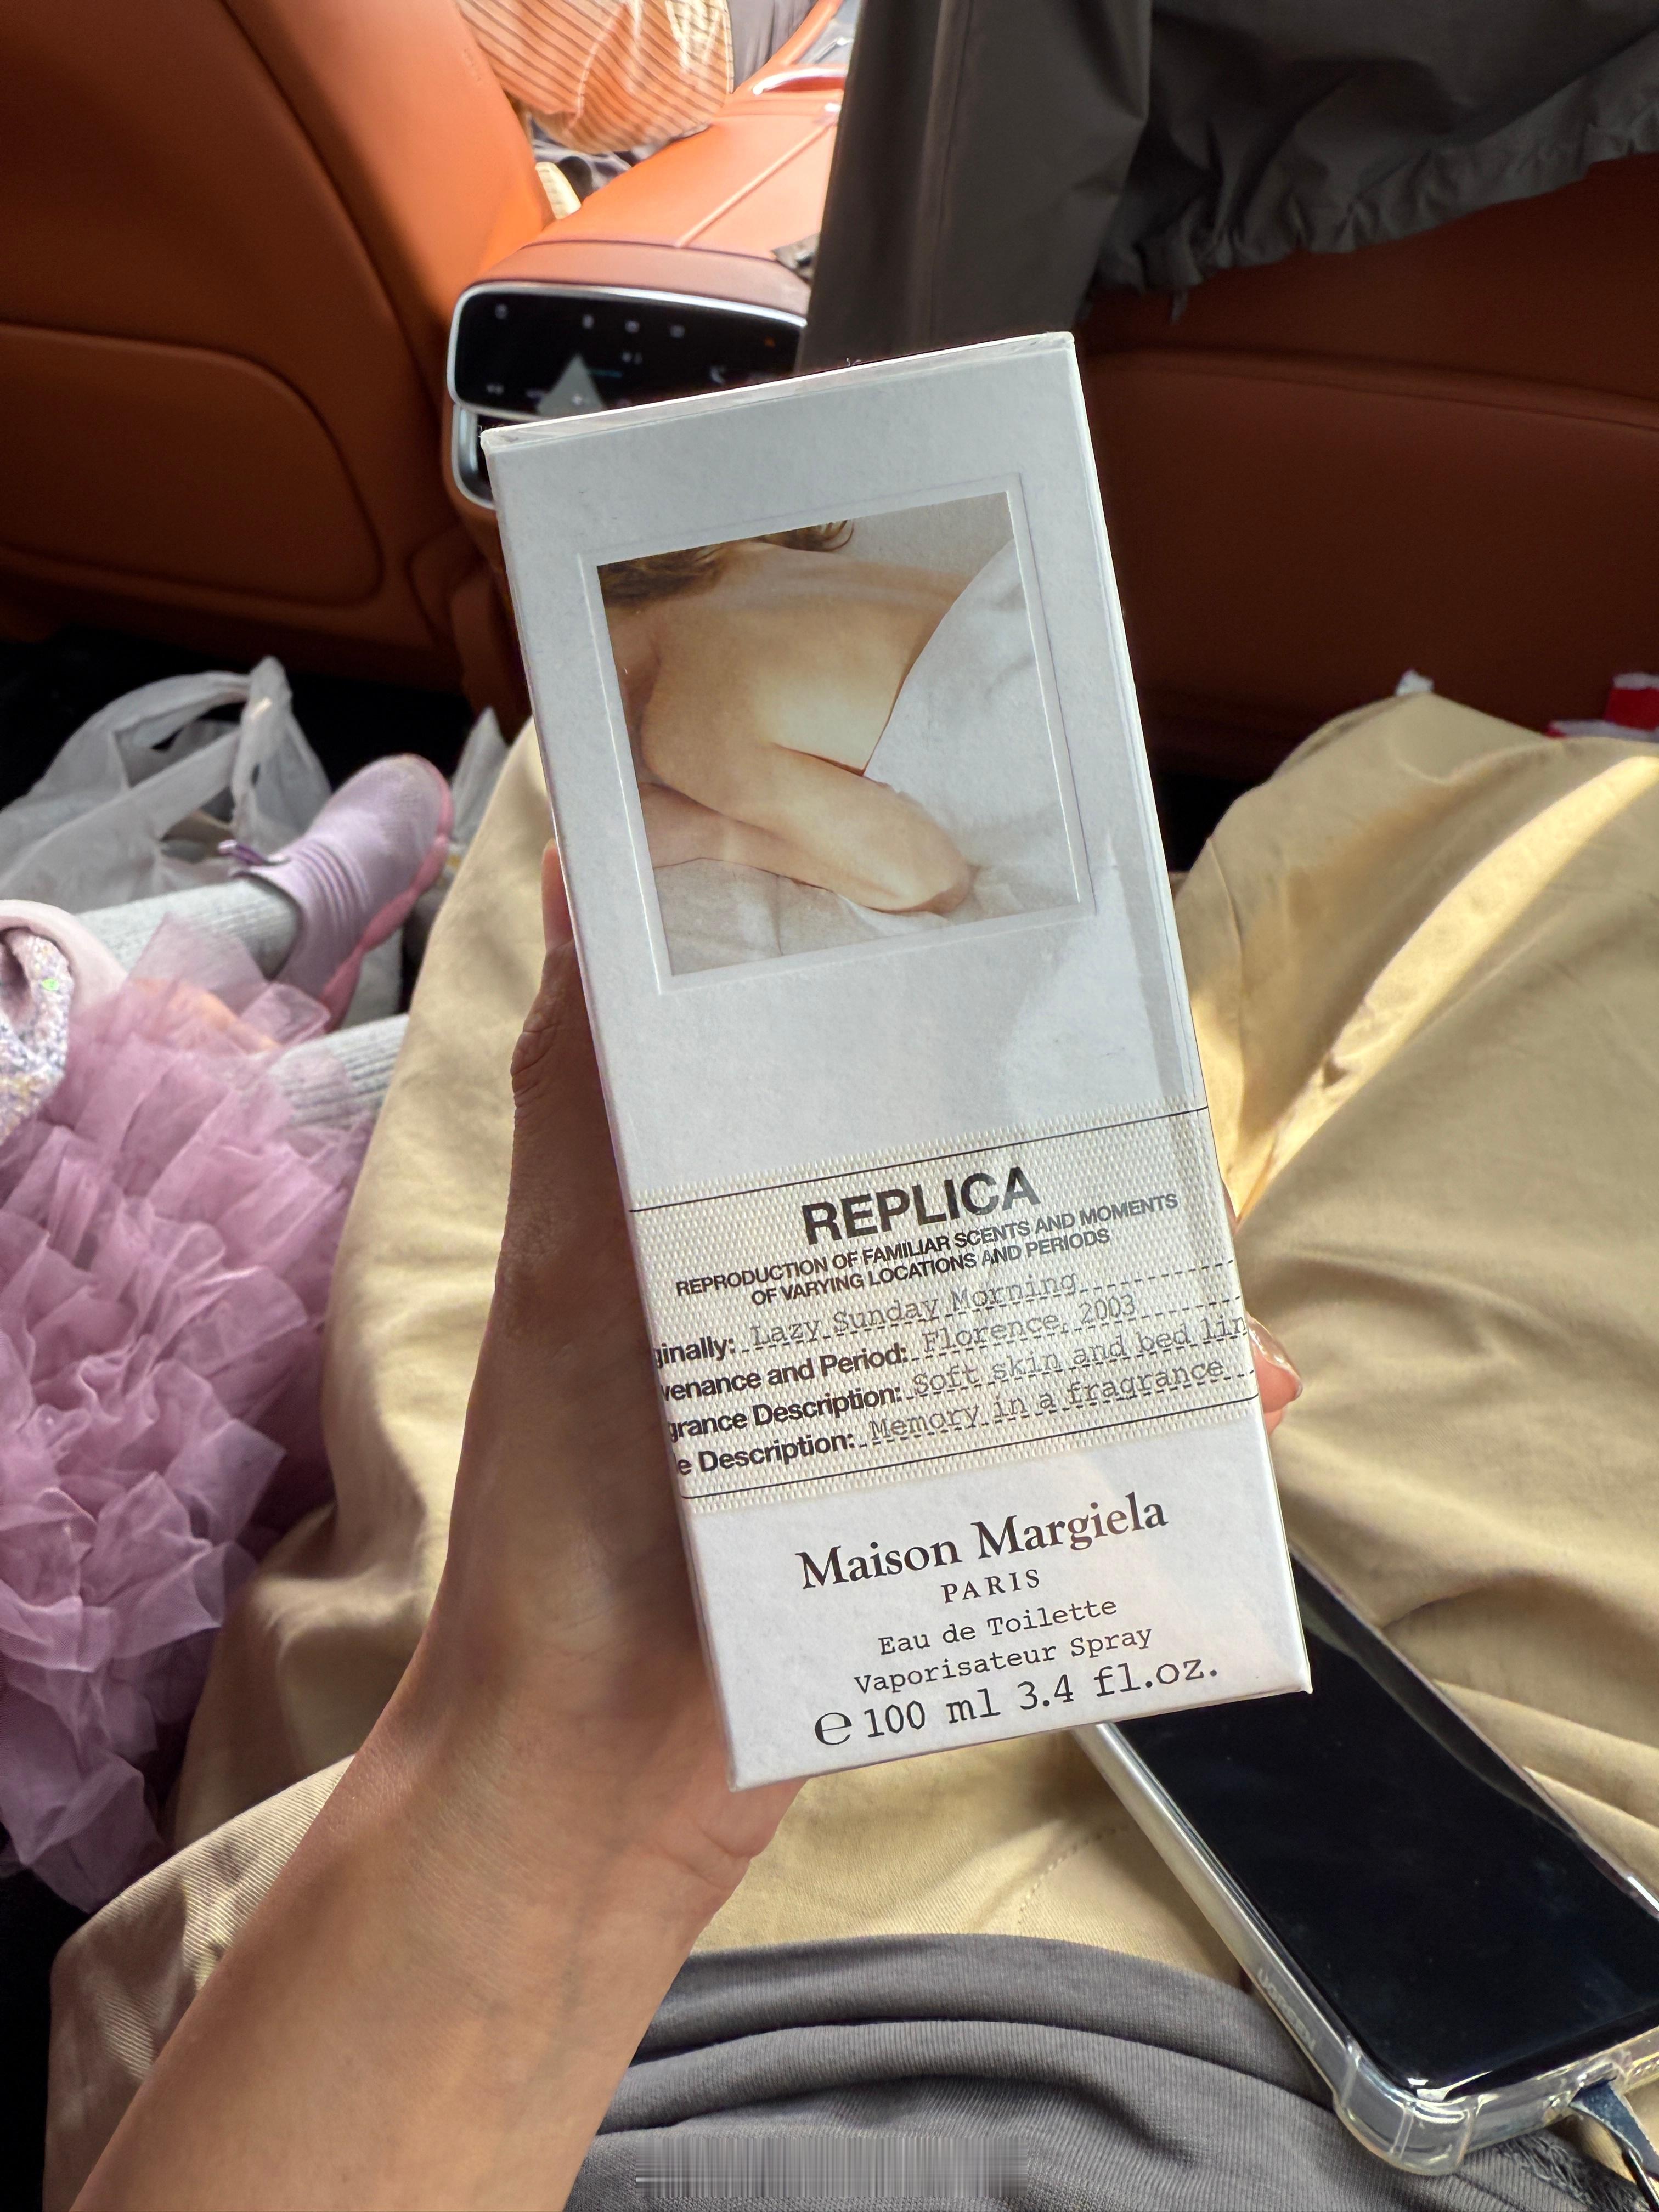 REPLICA
REPRODUCTION OF FAMILIAR SCENTS AND MOMENTS
OF VARYING LOCATIONS AND PERIODS
ginally: Lazy Sunday Morning
venance and Period: Florence, 2003
grance Description: Soft skin and bed lin
e Description: Memory in a fragrance
Maison Margiela
PARIS
Eau de Toilette
Vaporisateur Spray
℮ 100 ml 3.4 fl.oz.